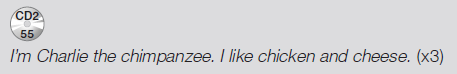 CD2
55
I'm Charlie the chimpanzee. I like chicken and cheese. (x3)